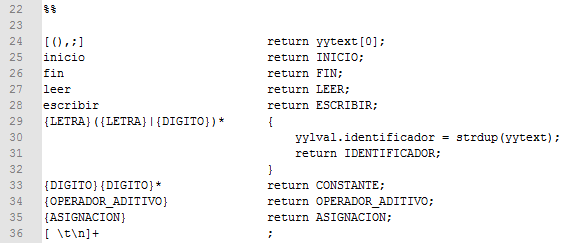 22 %%
23
24 [(),;] return yytext[0];
25 inicio return INICIO;
26 fin return FIN;
27 leer return LEER;
28 escribir return ESCRIBIR;
29 {LETRA}({LETRA}|{DIGITO})* {
30 yylval.identificador = strdup(yytext);
31 return IDENTIFICADOR;
32 }
33 {DIGITO}{DIGITO}* return CONSTANTE;
34 {OPERADOR_ADITIVO} return OPERADOR_ADITIVO;
35 {ASIGNACION} return ASIGNACION;
36 [ \t\n]+ ;